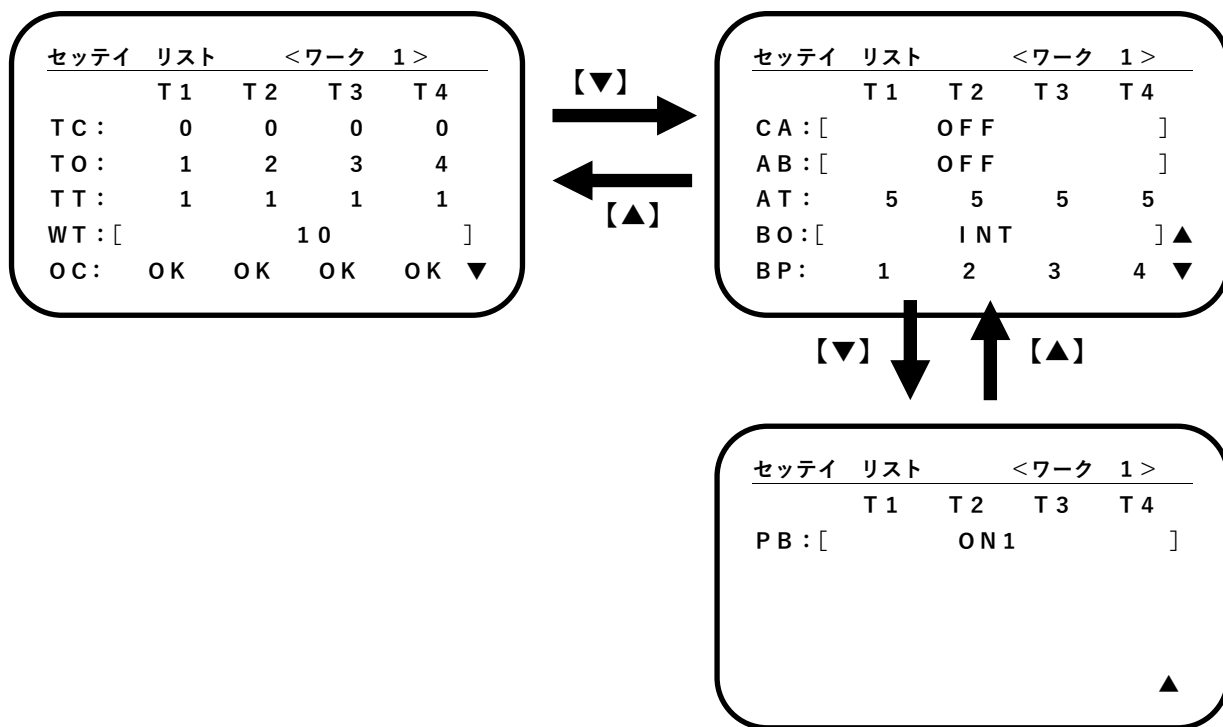 セッテイ リスト <ワーク 1>
T1 T2 T3 T4
TC: 0 0 0 0
TO: 1 2 3 4
TT: 1 1 1 1
WT:[ 10 ]
OC: OK OK OK OK ▼
【▼】
【▲】
セッテイ リスト <ワーク 1>
T1 T2 T3 T4
CA:[ OFF ]
AB:[ OFF ]
AT: 5 5 5 5
BO:[ INT ]▲
BP: 1 2 3 4 ▼
【▼】 【▲】
セッテイ リスト <ワーク 1>
T1 T2 T3 T4
PB:[ ON1 ]
▲